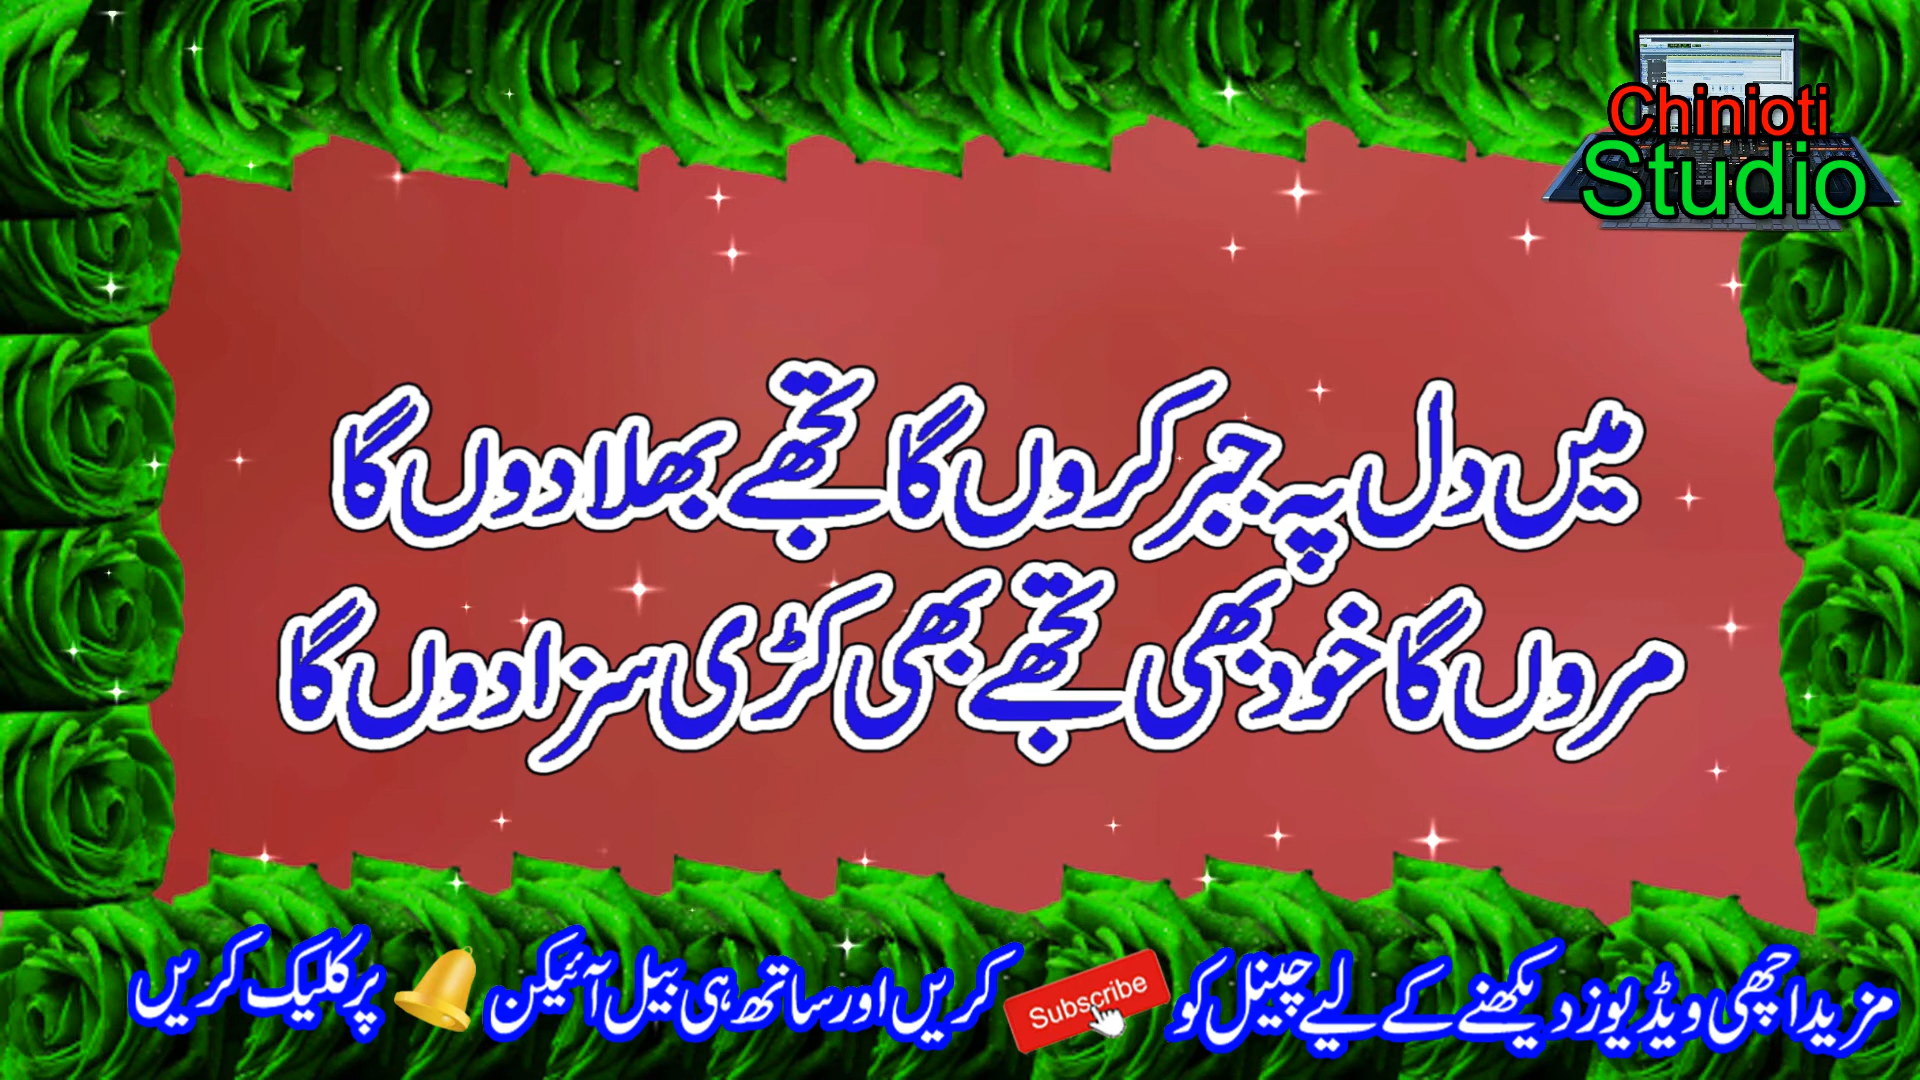 Chinioti
Studio
میں دل پہ جبر کروں گا تجھے بھلا دوں گا
مروں گا خود بھی تجھے بھی کڑی سزا دوں گا
مزید اچھی ویڈیوز دیکھنے کے لیے چینل کو Subscribe کریں اور ساتھ ہی بیل آئیکن پر کلیک کریں